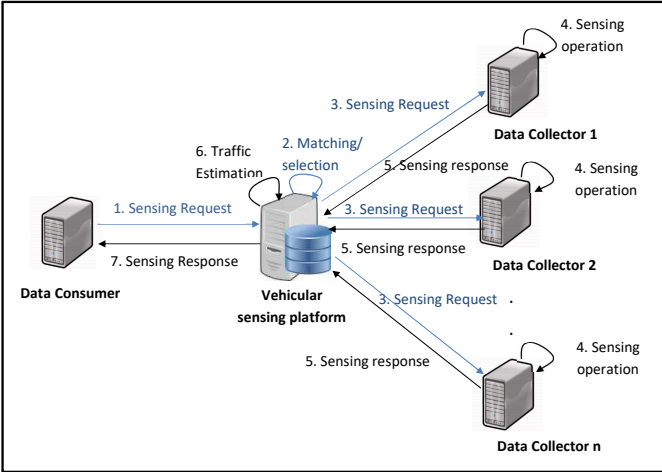 4. Sensing
operation
3. Sensing Request
Data Collector 1
2. Matching/
selection
6. Traffic
Estimation
5. Sensing response
4. Sensing
operation
1. Sensing Request
3. Sensing Request
7. Sensing Response
5. Sensing response
Data Collector 2
Data Consumer
Vehicular
sensing platform
3. Sensing Request
.
.
5. Sensing response
4. Sensing
operation
Data Collector n